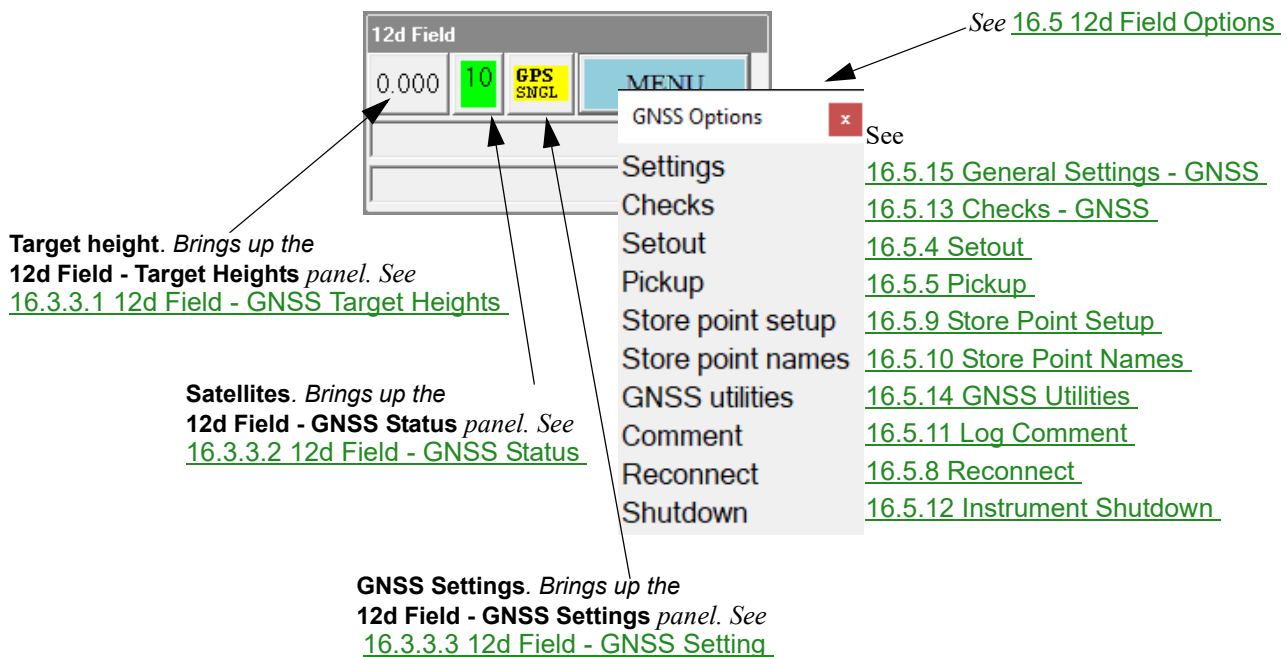 See 16.5 12d Field Options
12d Field
0.000
10
GPS
SNGL
MENU
GNSS Options
x
See
Settings
16.5.15 General Settings - GNSS
Checks
16.5.13 Checks - GNSS
Setout
16.5.4 Setout
Pickup
16.5.5 Pickup
Store point setup
16.5.9 Store Point Setup
Store point names
16.5.10 Store Point Names
GNSS utilities
16.5.14 GNSS Utilities
Comment
16.5.11 Log Comment
Reconnect
16.5.8 Reconnect
Shutdown
16.5.12 Instrument Shutdown
Target height. Brings up the
12d Field - Target Heights panel. See
16.3.3.1 12d Field - GNSS Target Heights
Satellites. Brings up the
12d Field - GNSS Status panel. See
16.3.3.2 12d Field - GNSS Status
GNSS Settings. Brings up the
12d Field - GNSS Settings panel. See
16.3.3.3 12d Field - GNSS Setting